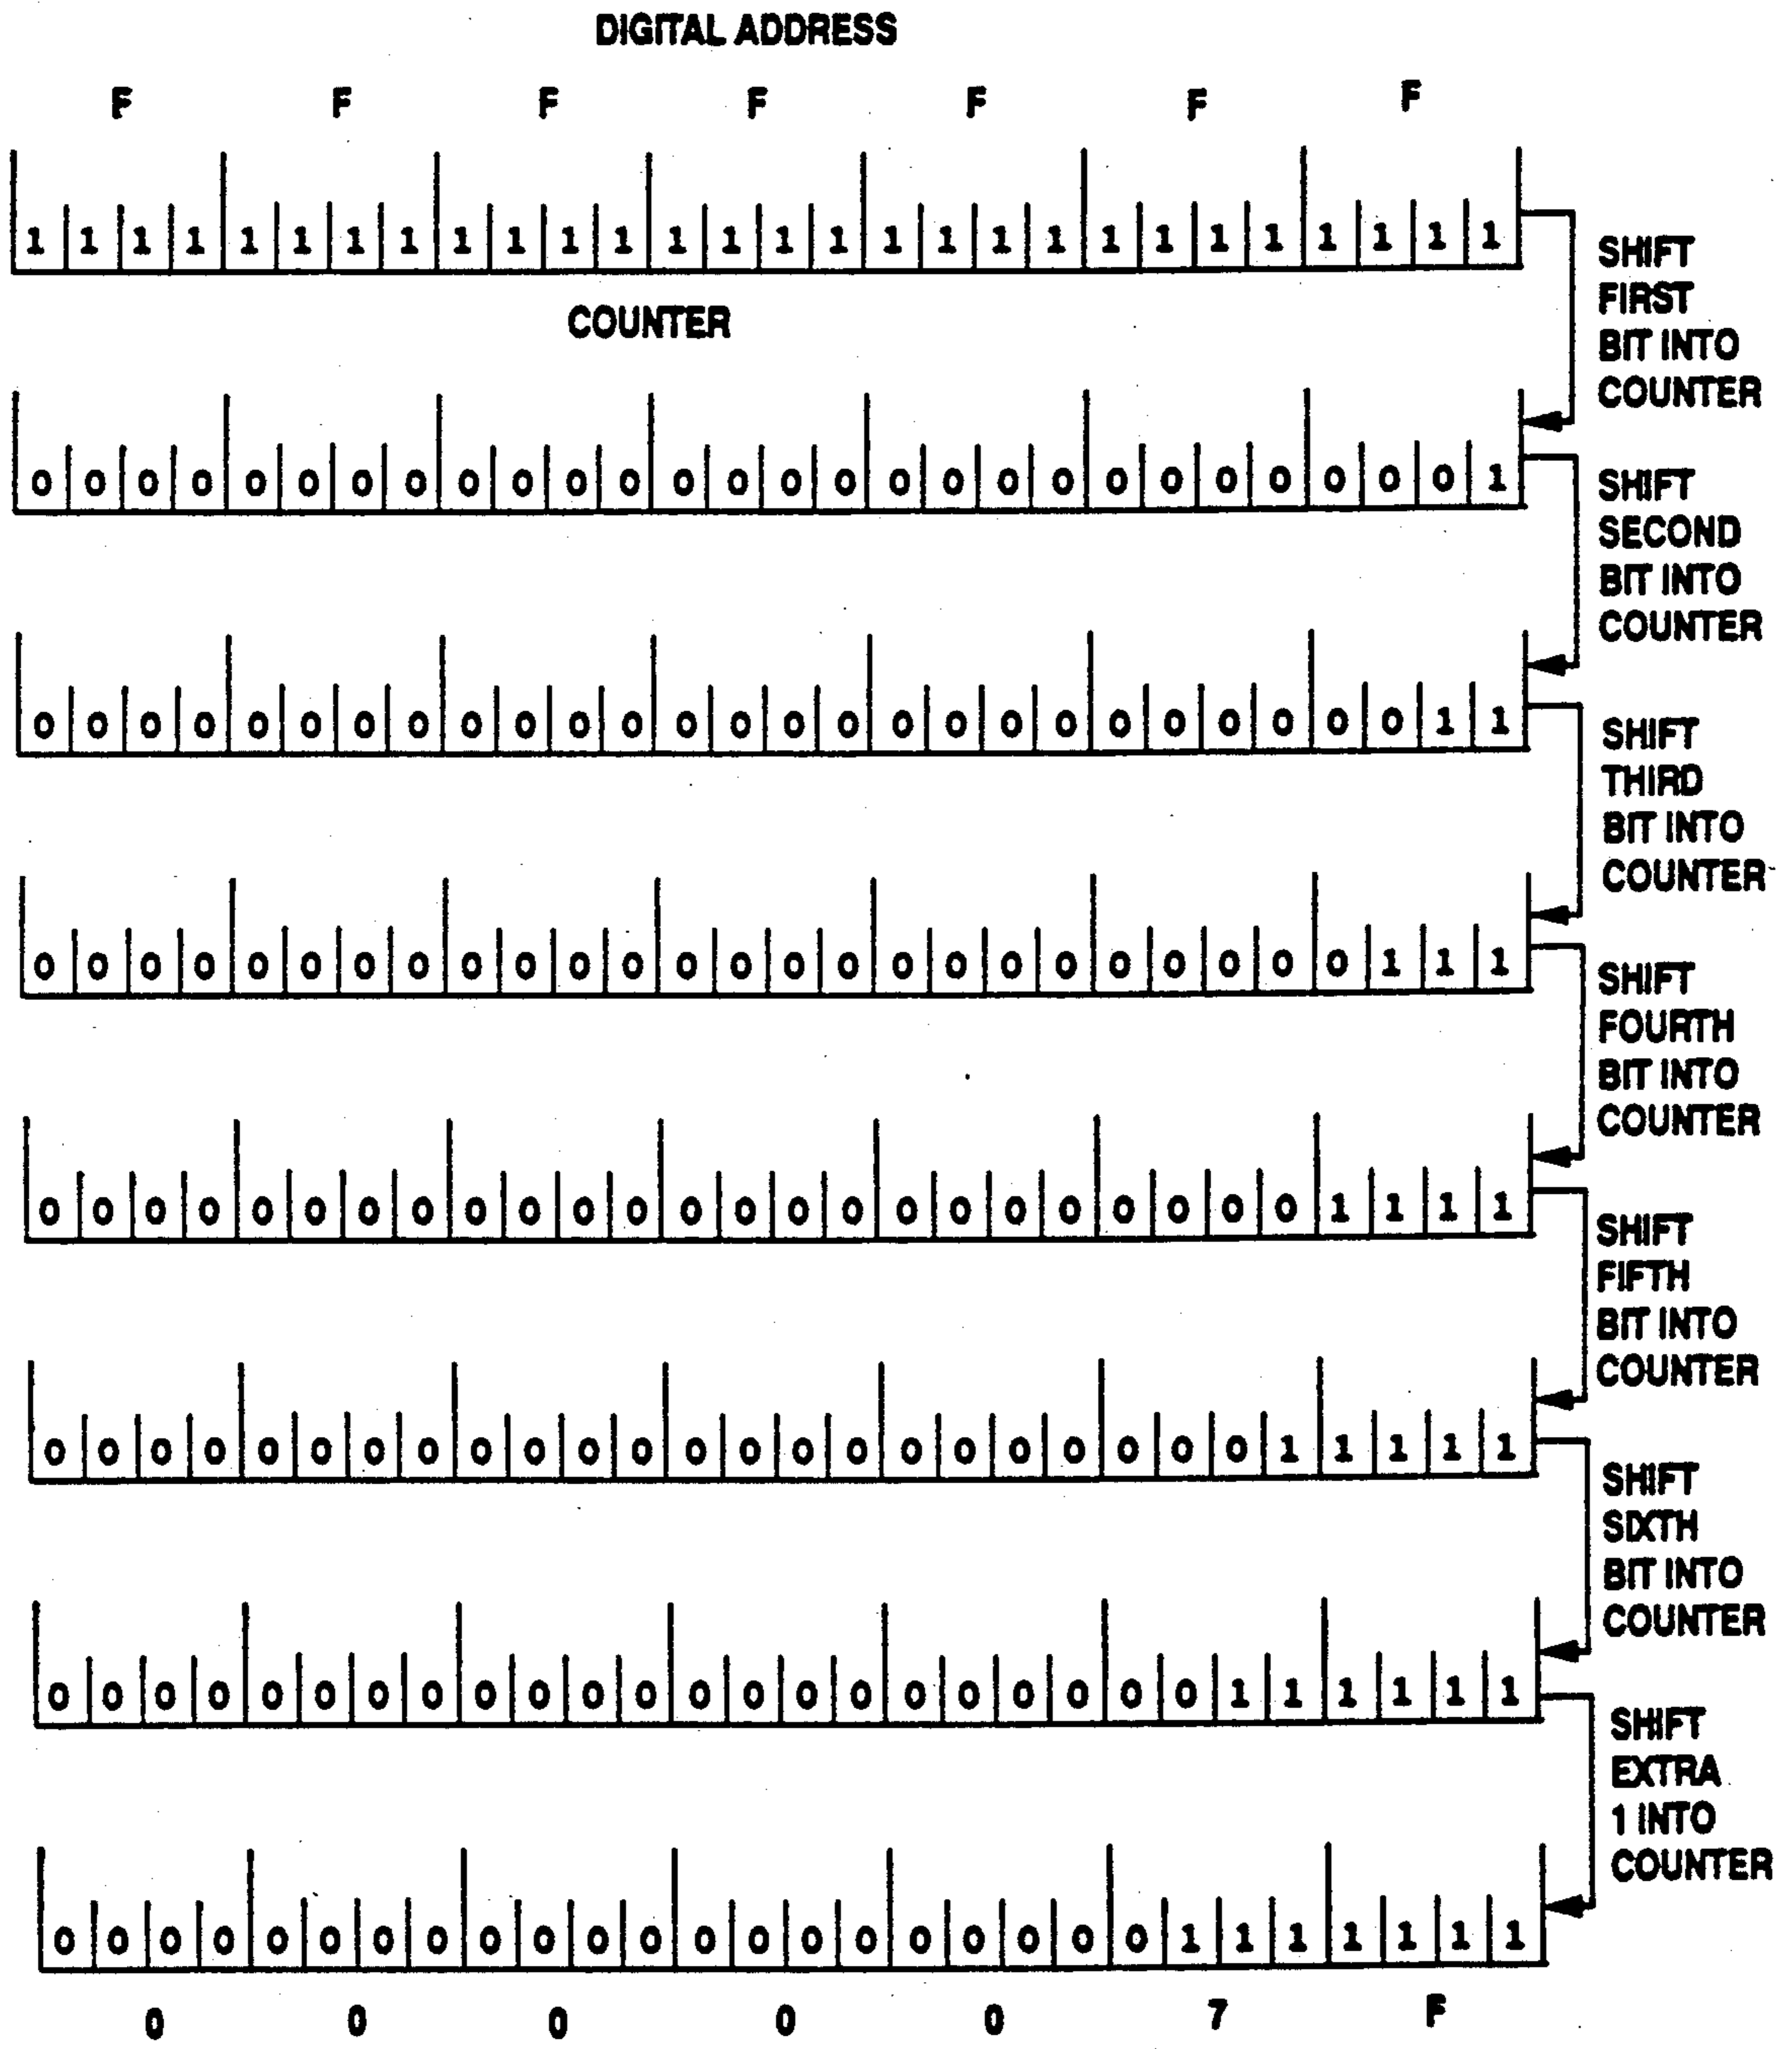 DIGITAL ADDRESS
F F F F F F F
1 1 1 1 1 1 1 1 1 1 1 1 1 1 1 1 1 1 1 1 1 1 1 1 1 1 1 1
SHIFT
FIRST
BIT INTO
COUNTER
COUNTER
0 0 0 0 0 0 0 0 0 0 0 0 0 0 0 0 0 0 0 0 0 0 0 0 0 0 0 1
SHIFT
SECOND
BIT INTO
COUNTER
0 0 0 0 0 0 0 0 0 0 0 0 0 0 0 0 0 0 0 0 0 0 0 0 0 0 1 1
SHIFT
THIRD
BIT INTO
COUNTER
0 0 0 0 0 0 0 0 0 0 0 0 0 0 0 0 0 0 0 0 0 0 0 0 0 1 1 1
SHIFT
FOURTH
BIT INTO
COUNTER
0 0 0 0 0 0 0 0 0 0 0 0 0 0 0 0 0 0 0 0 0 0 0 0 1 1 1 1
SHIFT
FIFTH
BIT INTO
COUNTER
0 0 0 0 0 0 0 0 0 0 0 0 0 0 0 0 0 0 0 0 0 0 0 1 1 1 1 1
SHIFT
SIXTH
BIT INTO
COUNTER
0 0 0 0 0 0 0 0 0 0 0 0 0 0 0 0 0 0 0 0 0 0 1 1 1 1 1 1
SHIFT
EXTRA
1 INTO
COUNTER
0 0 0 0 0 0 0 0 0 0 0 0 0 0 0 0 0 0 0 0 0 1 1 1 1 1 1 1
0 0 0 0 0 7 F